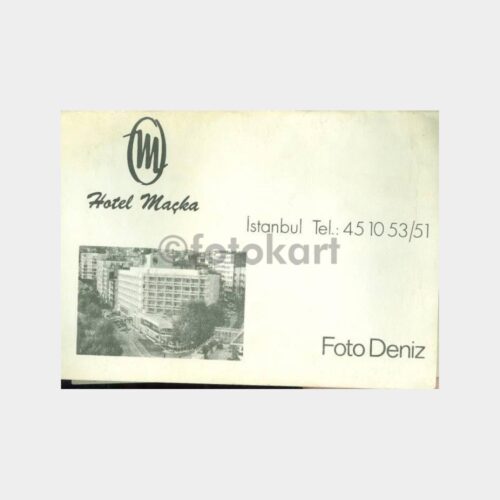 M
Hotel Maçka
İstanbul Tel.: 45 10 53/51
©fotokart
Foto Deniz